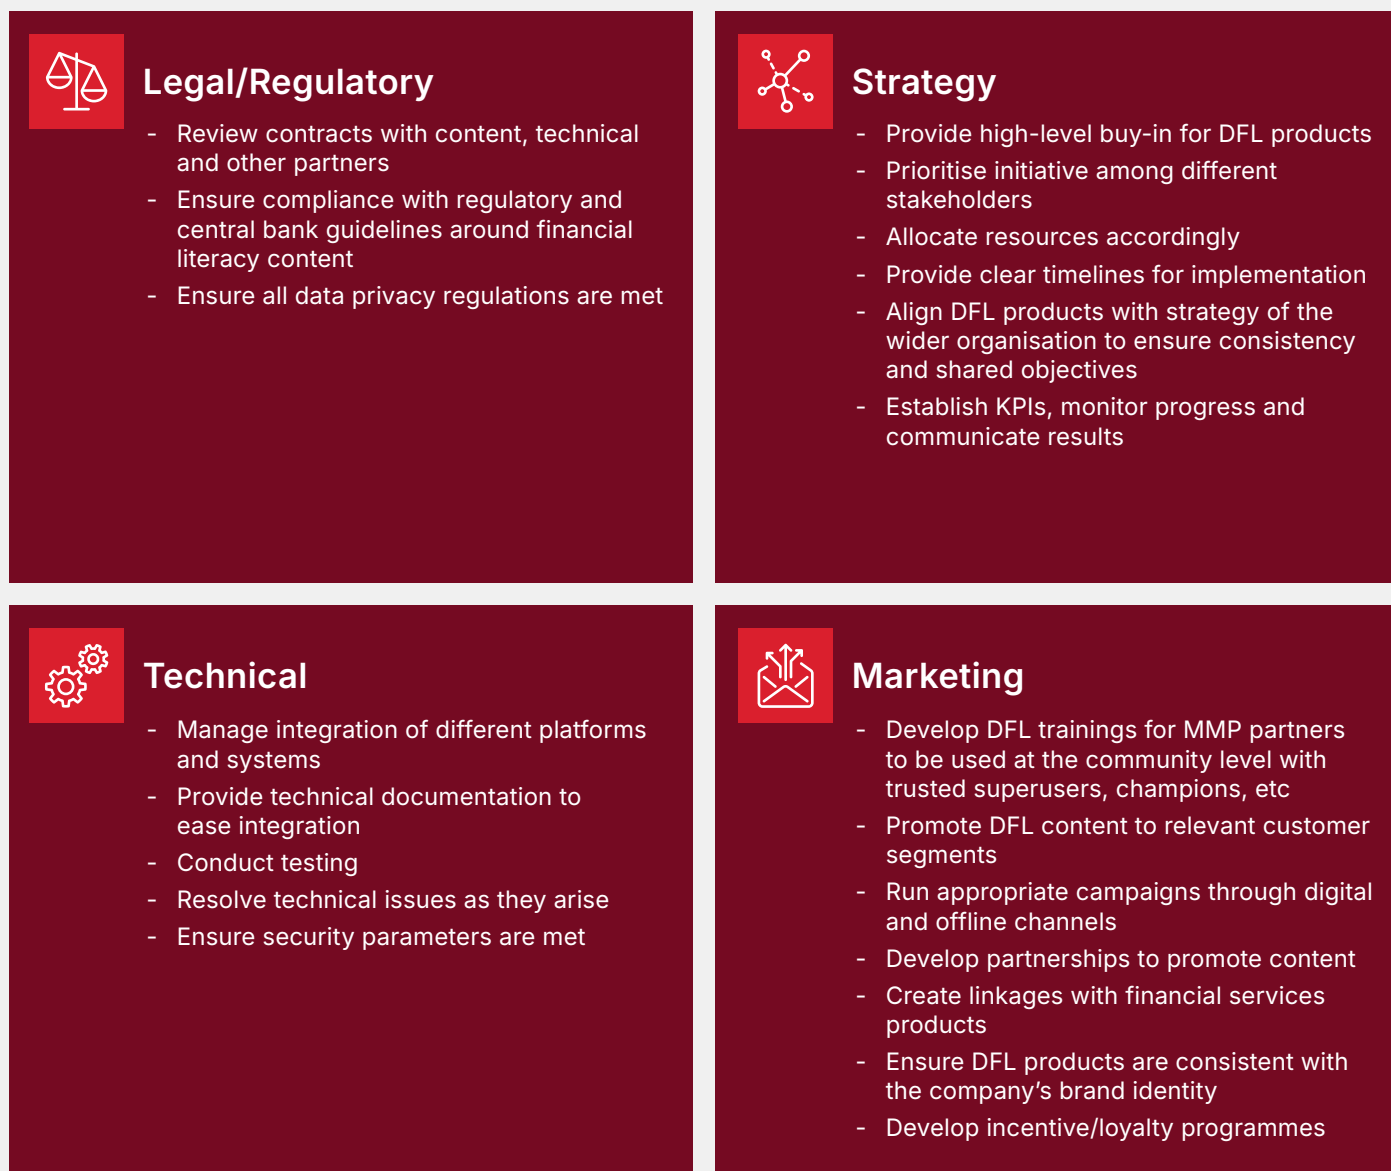 Legal/Regulatory
- Review contracts with content, technical
and other partners
- Ensure compliance with regulatory and
central bank guidelines around financial
literacy content
- Ensure all data privacy regulations are met
Strategy
- Provide high-level buy-in for DFL products
- Prioritise initiative among different
stakeholders
- Allocate resources accordingly
- Provide clear timelines for implementation
- Align DFL products with strategy of the
wider organisation to ensure consistency
and shared objectives
- Establish KPIs, monitor progress and
communicate results
Technical
- Manage integration of different platforms
and systems
- Provide technical documentation to
ease integration
- Conduct testing
- Resolve technical issues as they arise
- Ensure security parameters are met
Marketing
- Develop DFL trainings for MMP partners
to be used at the community level with
trusted superusers, champions, etc
- Promote DFL content to relevant customer
segments
- Run appropriate campaigns through digital
and offline channels
- Develop partnerships to promote content
- Create linkages with financial services
products
- Ensure DFL products are consistent with
the company’s brand identity
- Develop incentive/loyalty programmes